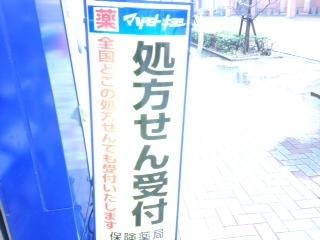 薬 マツモトキヨシ
処方せん受付
全国どこの処方せんでも受付いたします
保険薬局